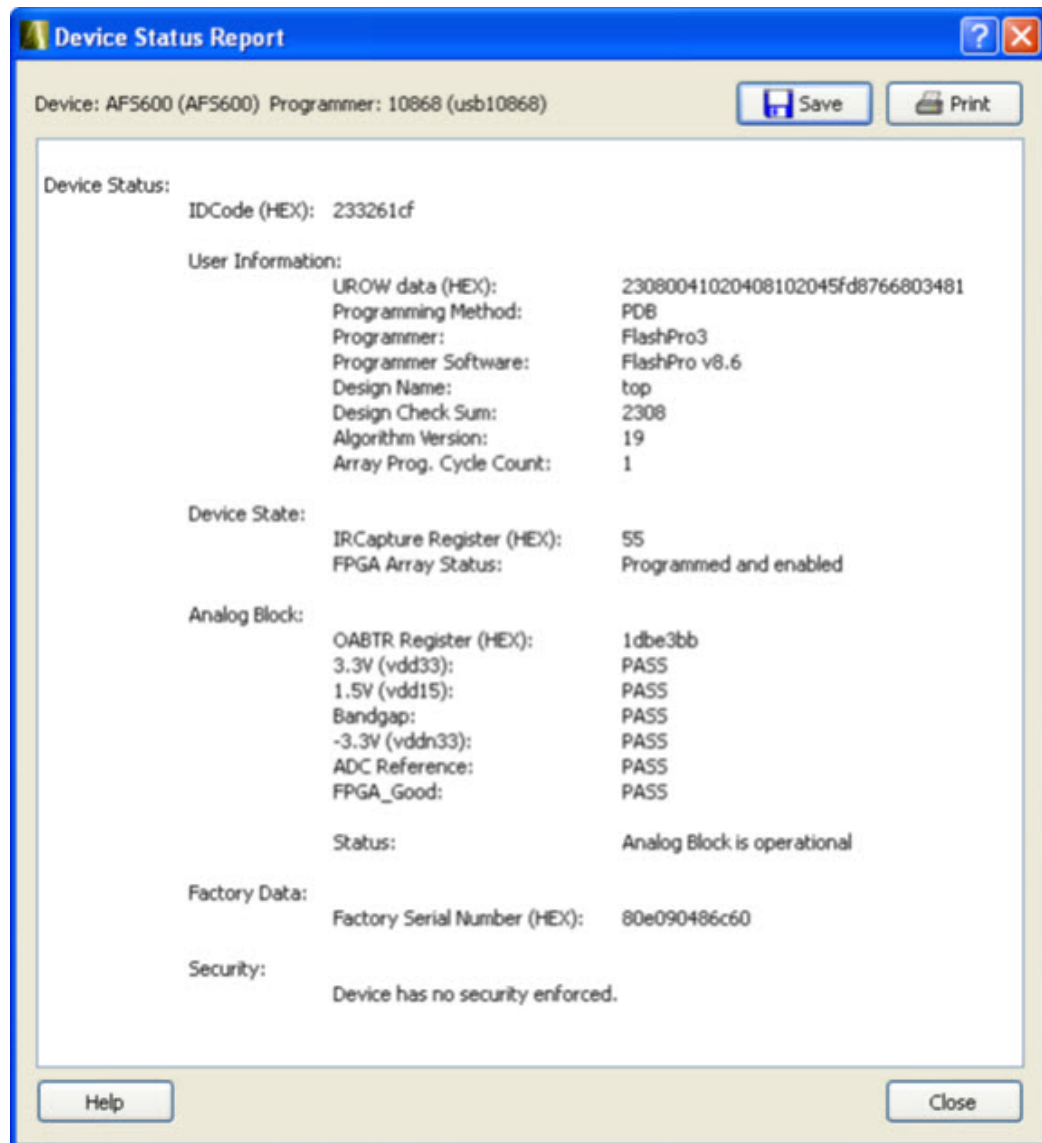 Device Status Report
Device: AFS600 (AFS600) Programmer: 10868 (usb10868) Save Print
Device Status:
IDCode (HEX): 233261cf
User Information:
UROW data (HEX): 23080041020408102045fd8766803481
Programming Method: PDB
Programmer: FlashPro3
Programmer Software: FlashPro v8.6
Design Name: top
Design Check Sum: 2308
Algorithm Version: 19
Array Prog. Cycle Count: 1
Device State:
IRCapture Register (HEX): 55
FPGA Array Status: Programmed and enabled
Analog Block:
OABTR Register (HEX): 1dbe3bb
3.3V (vdd33): PASS
1.5V (vdd15): PASS
Bandgap: PASS
-3.3V (vddn33): PASS
ADC Reference: PASS
FPGA_Good: PASS
Status: Analog Block is operational
Factory Data:
Factory Serial Number (HEX): 80e090486c60
Security:
Device has no security enforced.
Help Close